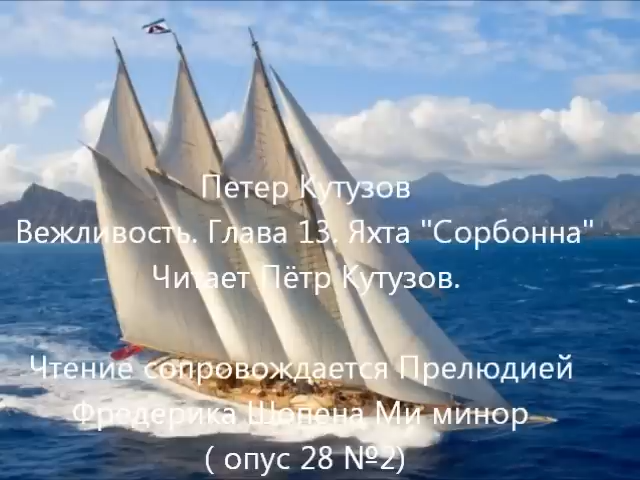 Петер Кутузов
Вежливость. Глава 13. Яхта "Сорбонна"
Читает Пётр Кутузов.
Чтение сопровождается Прелюдией
Фредерика Шопена Ми минор
( опус 28 №2)